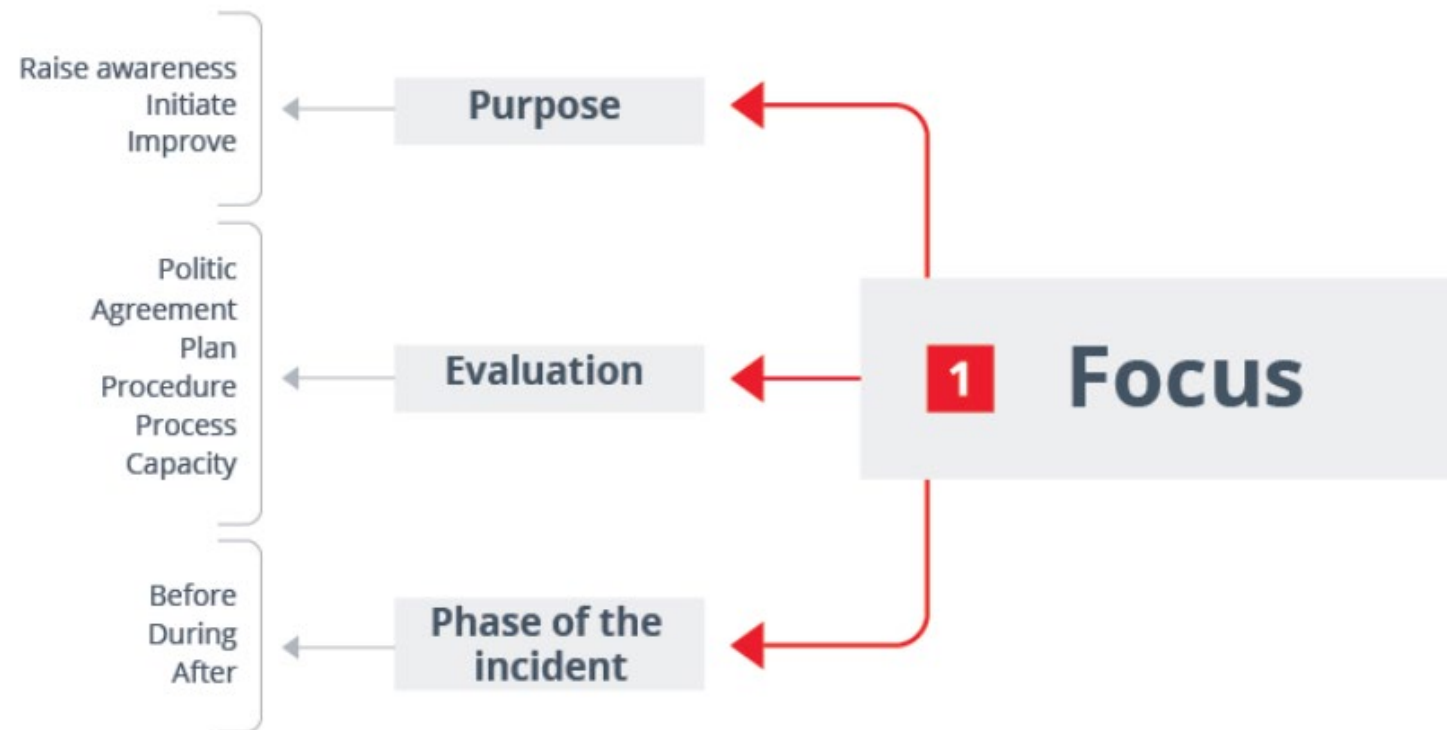 Raise awareness
Initiate
Improve
Purpose
Politic
Agreement
Plan
Procedure
Process
Capacity
Evaluation
1 Focus
Before
During
After
Phase of the
incident